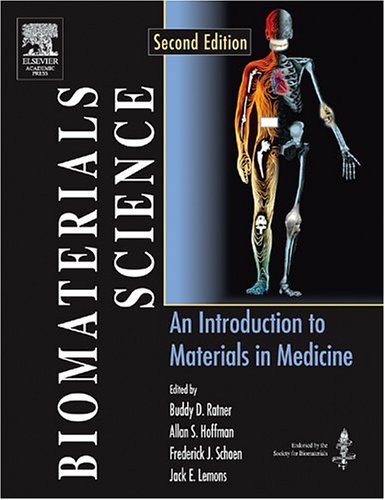 ELSEVIER
ACADEMIC
PRESS
Second Edition
BIOMATERIALS
SCIENCE
An Introduction to
Materials in Medicine
Edited by
Buddy D. Ratner
Allan S. Hoffman
Frederick J. Schoen
Jack E. Lemons
Endorsed by the
Society for Biomaterials